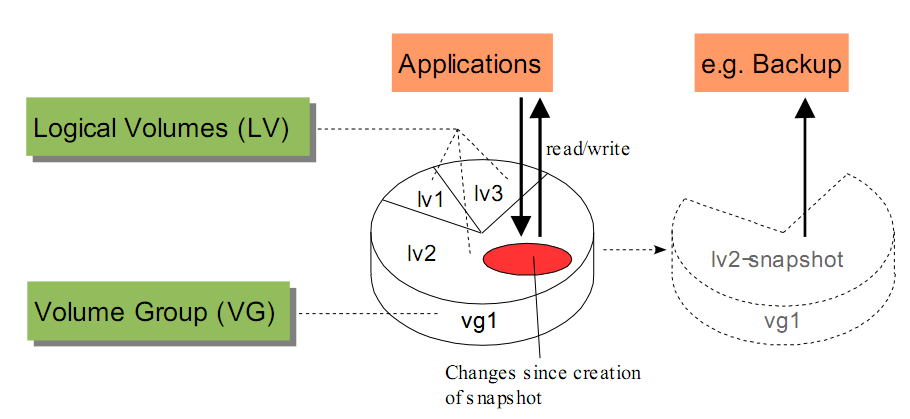 Applications
e.g. Backup
Logical Volumes (LV)
read/write
lv1
lv3
lv2
lv2-snapshot
Volume Group (VG)
vg1
vg1
Changes since creation
of snapshot